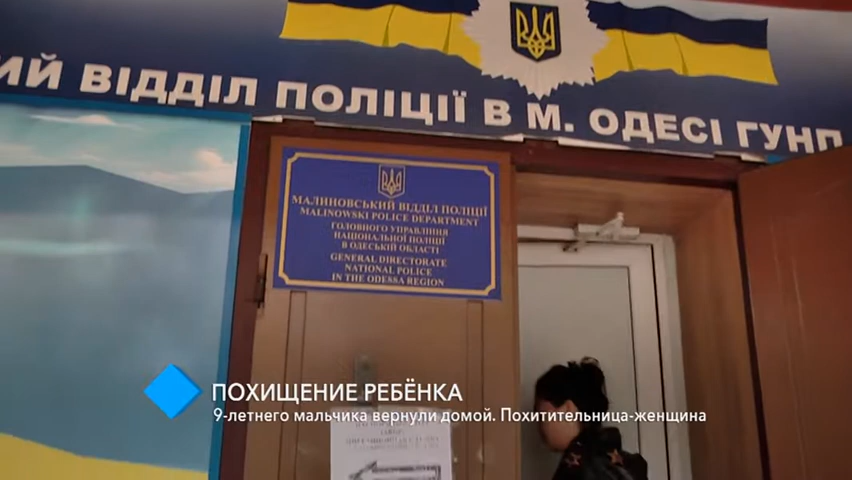 ИЙ ВІДДІЛ ПОЛІЦІЇ В М. ОДЕСІ ГУНП
МАЛИНОВСЬКИЙ ВІДДІЛ ПОЛІЦІЇ
MALINOWSKI POLICE DEPARTMENT
ГОЛОВНОГО УПРАВЛІННЯ
НАЦІОНАЛЬНОЇ ПОЛІЦІЇ
В ОДЕСЬКІЙ ОБЛАСТІ
GENERAL DIRECTORATE
NATIONAL POLICE
IN THE ODESSA REGION
ПОХИЩЕНИЕ РЕБЁНКА
9-летнего мальчика вернули домой. Похитительница-женщина